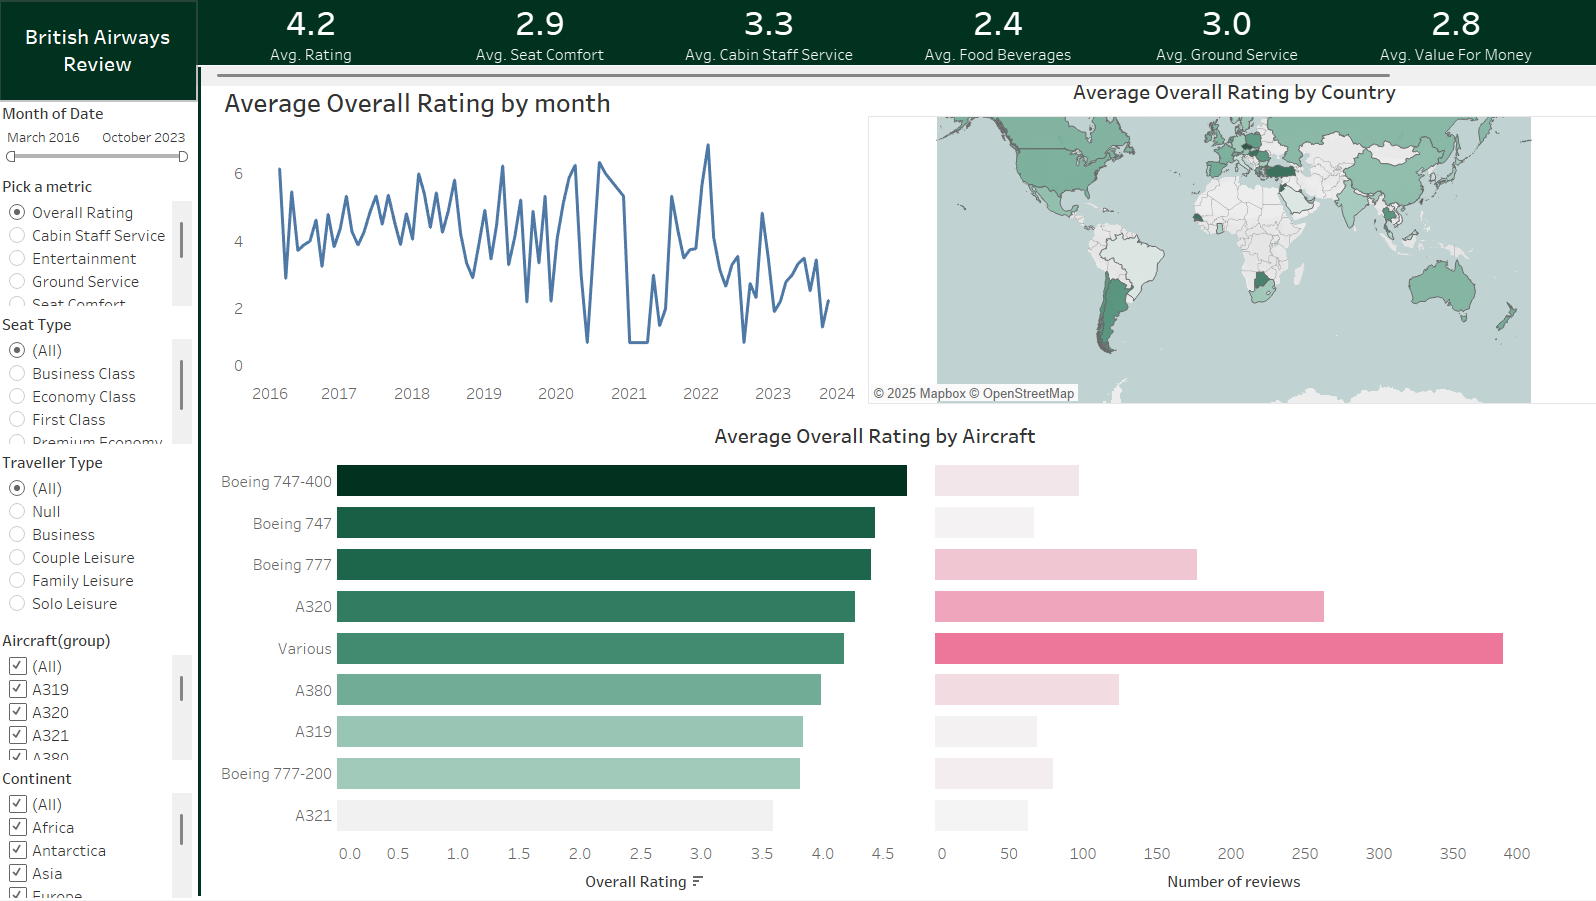 British Airways
Review
4.2
Avg. Rating
2.9
Avg. Seat Comfort
3.3
Avg. Cabin Staff Service
2.4
Avg. Food Beverages
3.0
Avg. Ground Service
2.8
Avg. Value For Money
Month of Date
March 2016 October 2023
Pick a metric
Overall Rating
Cabin Staff Service
Entertainment
Ground Service
Seat Comfort
Seat Type
(All)
Business Class
Economy Class
First Class
Premium Economy
Traveller Type
(All)
Null
Business
Couple Leisure
Family Leisure
Solo Leisure
Aircraft(group)
(All)
A319
A320
A321
A380
Continent
(All)
Africa
Antarctica
Asia
Europe
Average Overall Rating by month
6
4
2
0
2016 2017 2018 2019 2020 2021 2022 2023 2024
Average Overall Rating by Country
© 2025 Mapbox © OpenStreetMap
Average Overall Rating by Aircraft
Boeing 747-400
Boeing 747
Boeing 777
A320
Various
A380
A319
Boeing 777-200
A321
0.0 0.5 1.0 1.5 2.0 2.5 3.0 3.5 4.0 4.5
Overall Rating
0 50 100 150 200 250 300 350 400
Number of reviews